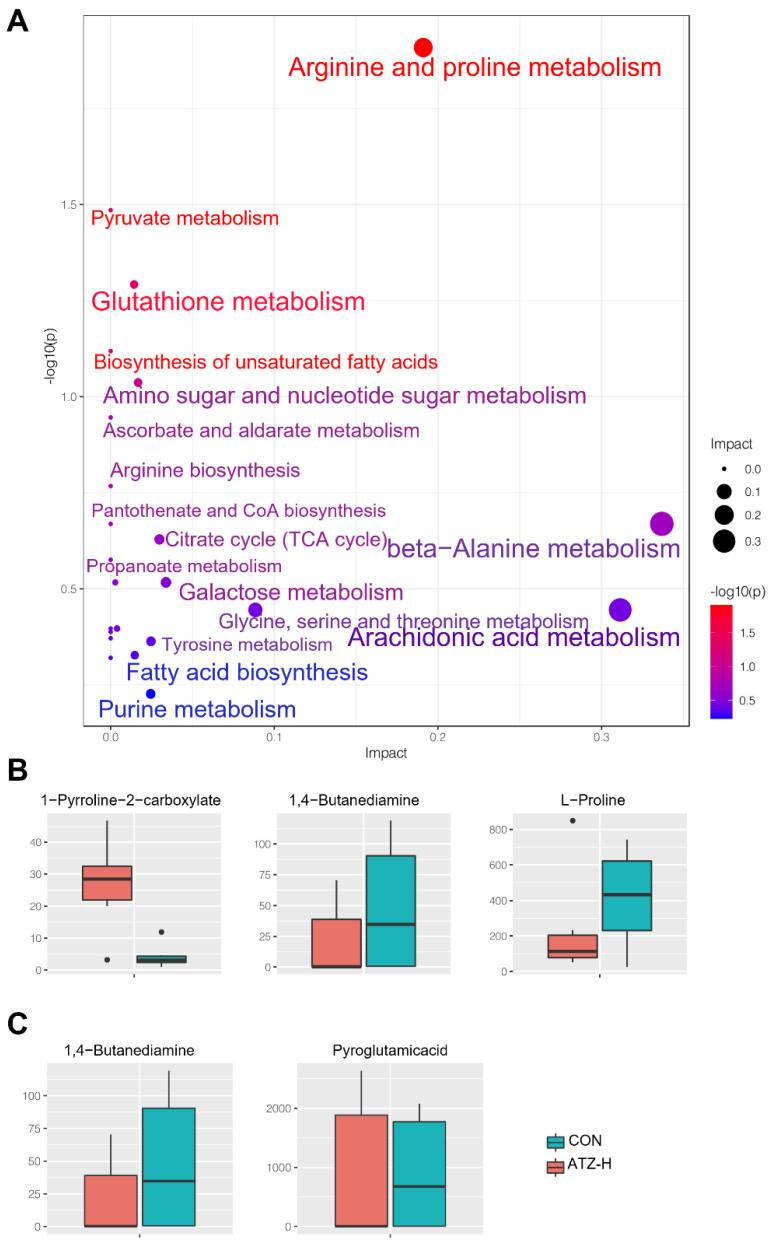 A
Arginine and proline metabolism
1.5
Pyruvate metabolism
Glutathione metabolism
-log10(p)
Biosynthesis of unsaturated fatty acids
1.0
Amino sugar and nucleotide sugar metabolism
Ascorbate and aldarate metabolism
Arginine biosynthesis
Pantothenate and CoA biosynthesis
Citrate cycle (TCA cycle)
beta−Alanine metabolism
Propanoate metabolism
0.5
Galactose metabolism
Glycine, serine and threonine metabolism
Arachidonic acid metabolism
Tyrosine metabolism
Fatty acid biosynthesis
Purine metabolism
0.0 0.1 0.2 0.3
Impact
Impact
0.0
0.1
0.2
0.3
-log10(p)
1.5
1.0
0.5
B
1−Pyrroline−2−carboxylate
40
30
20
10
0
1,4−Butanediamine
100
75
50
25
0
L−Proline
800
600
400
200
0
C
1,4−Butanediamine
100
75
50
25
0
Pyroglutamicacid
2000
1000
0
CON
ATZ-H